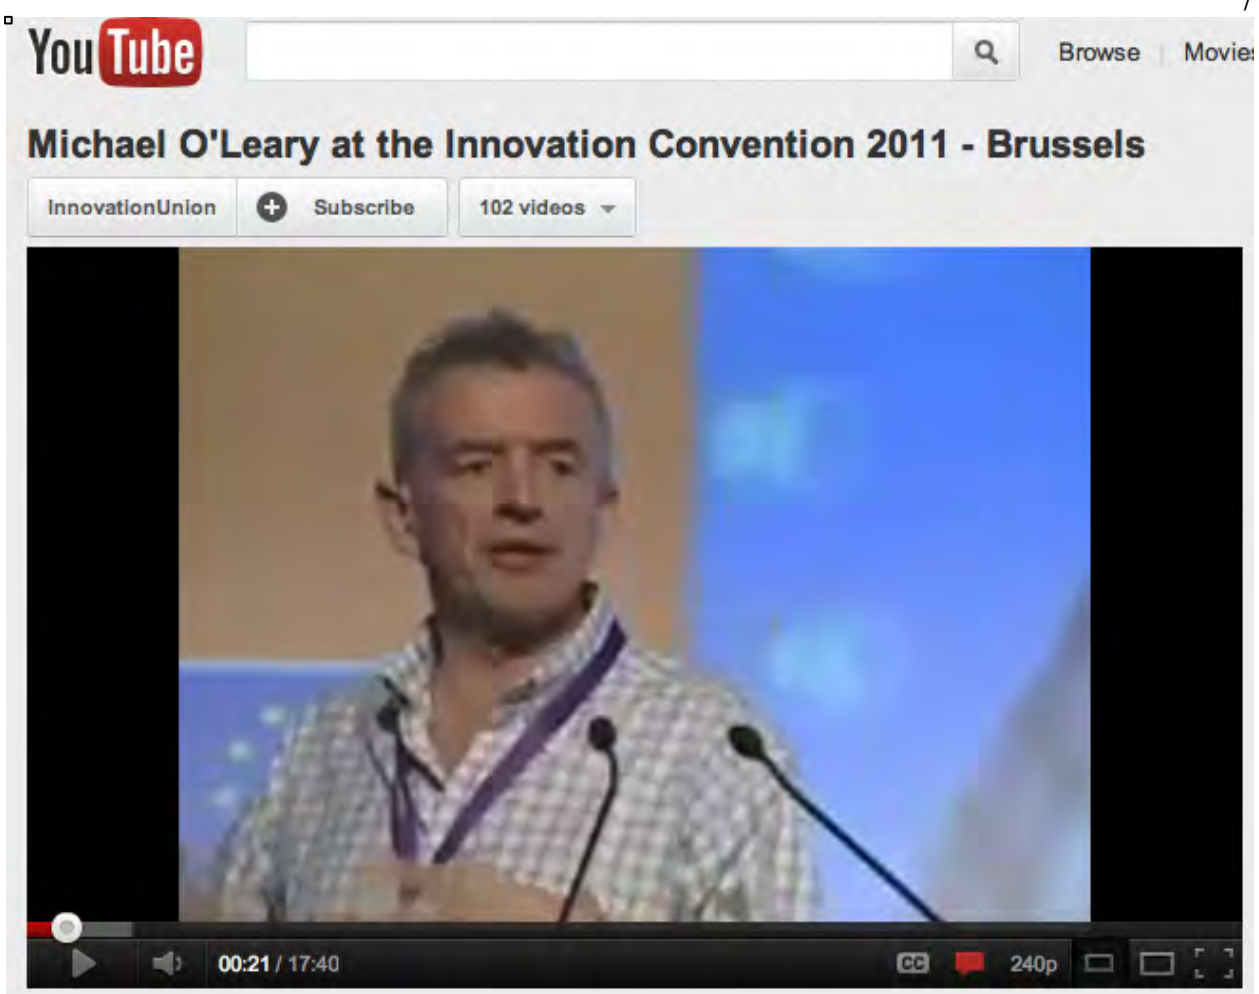 YouTube
Browse | Movies
Michael O'Leary at the Innovation Convention 2011 - Brussels
InnovationUnion Subscribe 102 videos
00:21 / 17:40 CC 240p